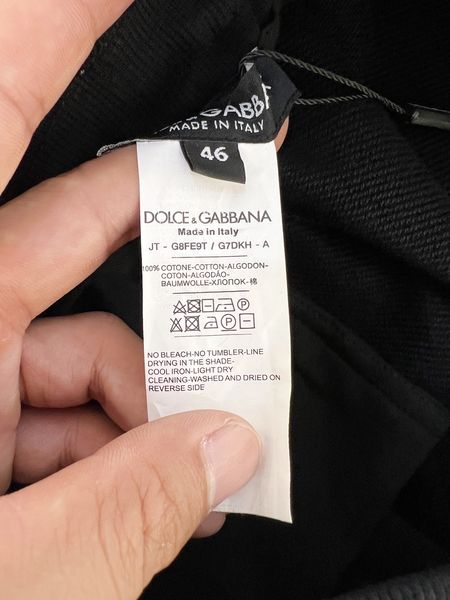 & GABBA
MADE IN ITALY
46
DOLCE & GABBANA
Made in Italy
JT - G8FE9T / G7DKH - A
100% COTONE-COTTON-ALGODON-
COTON-ALGODÃO-
BAUMWOLLE-ХЛОПОК-棉
NO BLEACH-NO TUMBLER-LINE
DRYING IN THE SHADE-
COOL IRON-LIGHT DRY
CLEANING-WASHED AND DRIED ON
REVERSE SIDE